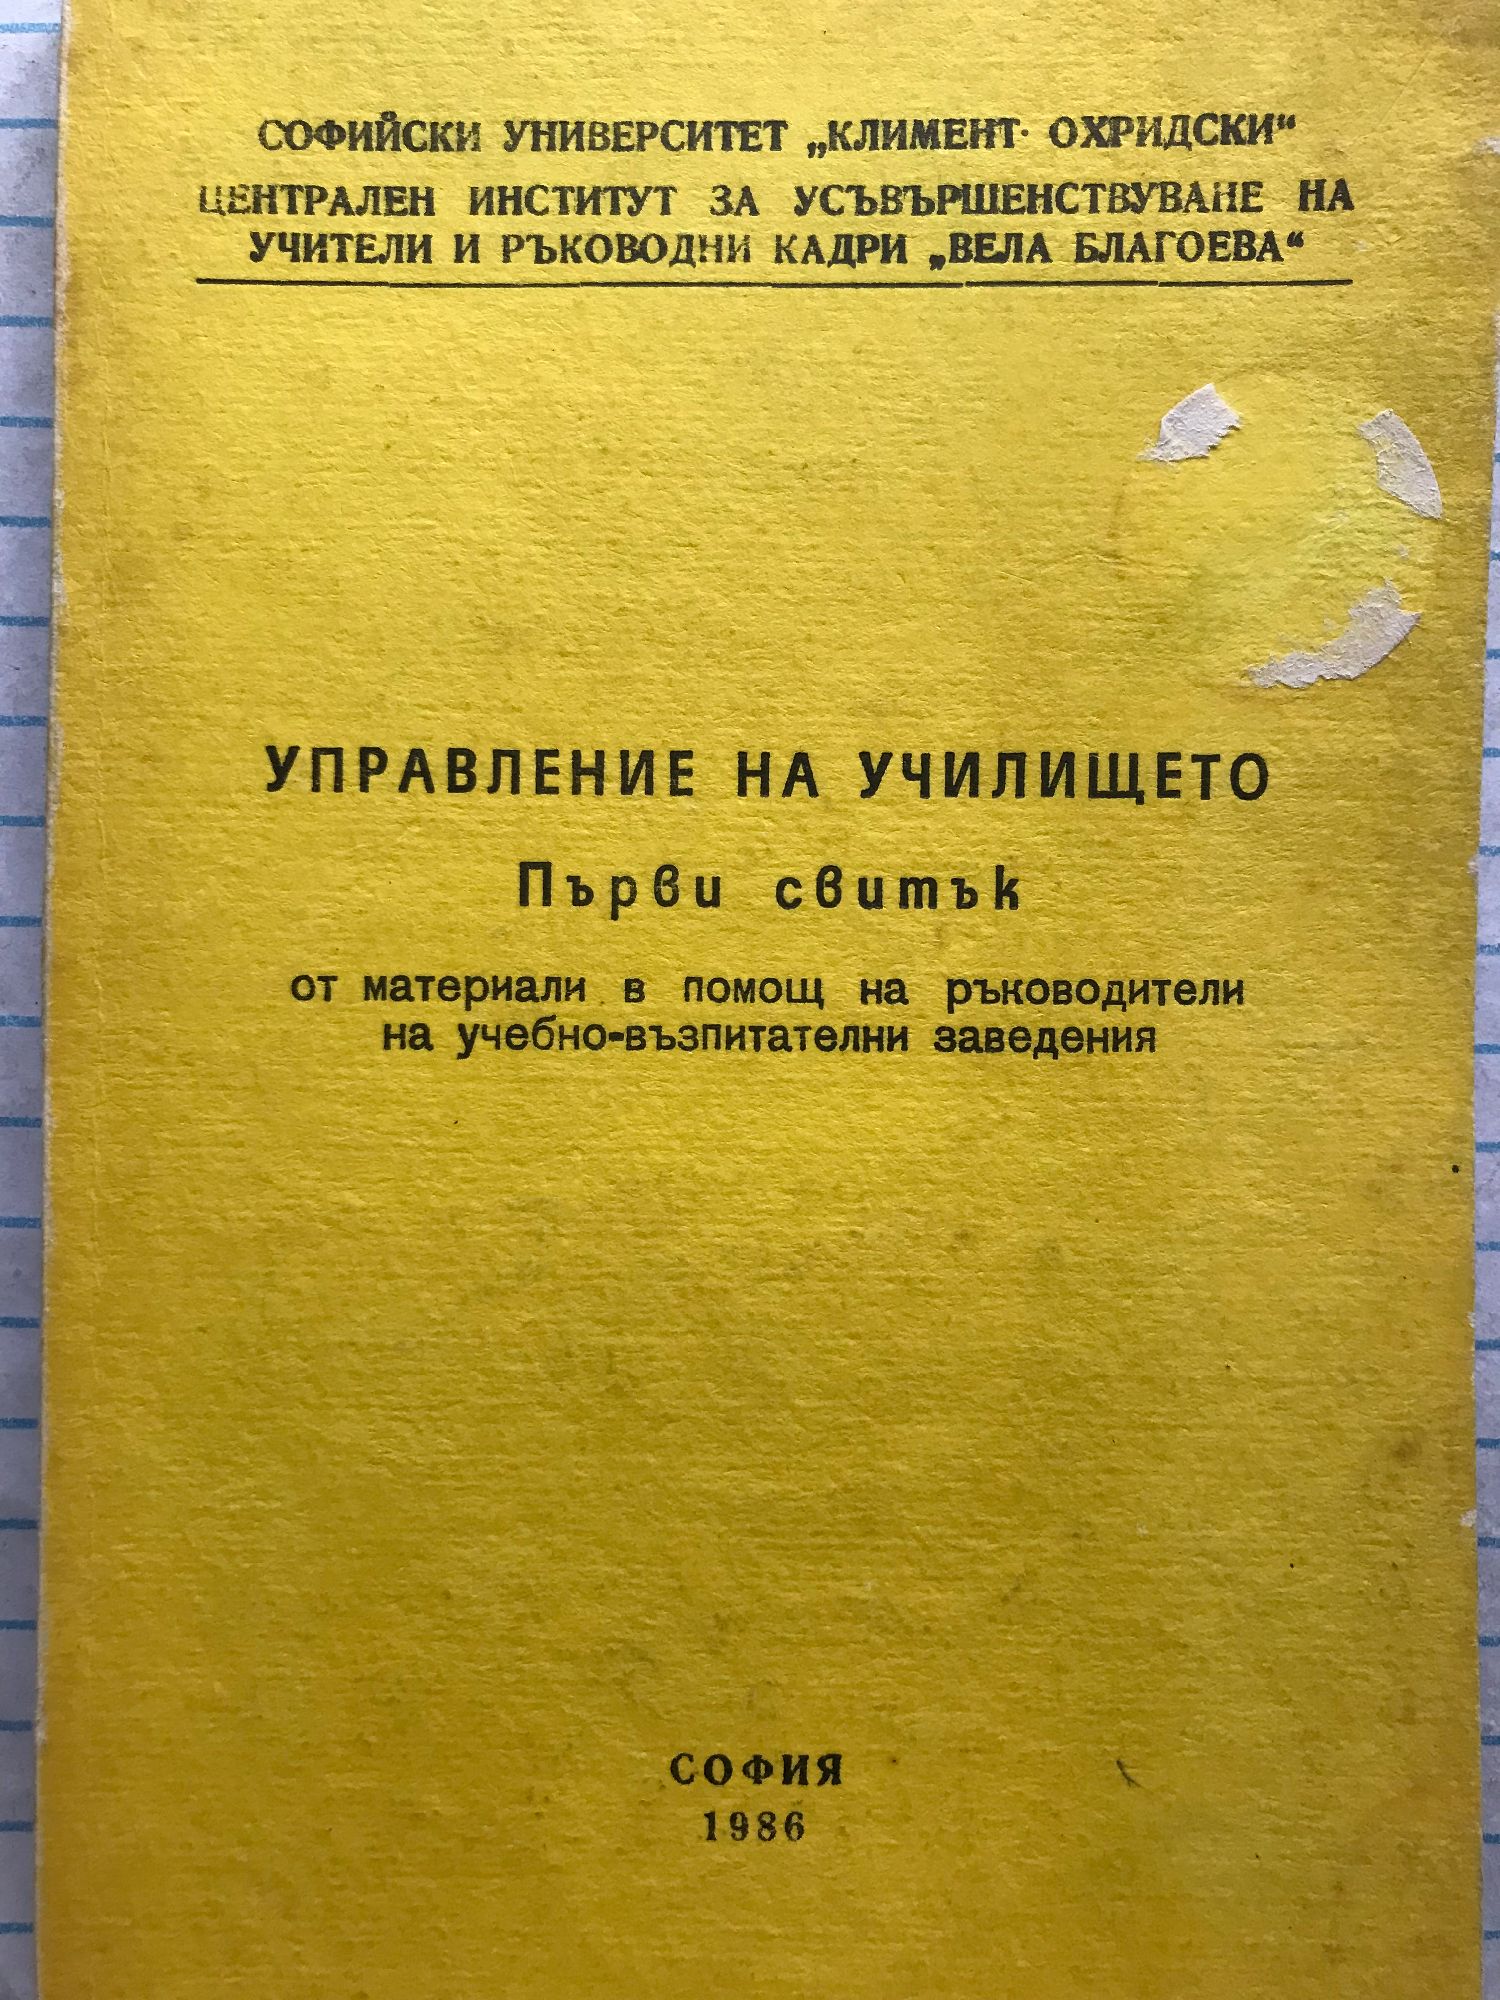 СОФИЙСКИ УНИВЕРСИТЕТ „КЛИМЕНТ ОХРИДСКИ“
ЦЕНТРАЛЕН ИНСТИТУТ ЗА УСЪВЪРШЕНСТВУВАНЕ НА
УЧИТЕЛИ И РЪКОВОДНИ КАДРИ „ВЕЛА БЛАГОЕВА“
УПРАВЛЕНИЕ НА УЧИЛИЩЕТО
Първи свитък
от материали в помощ на ръководители
на учебно-възпитателни заведения
СОФИЯ
1986